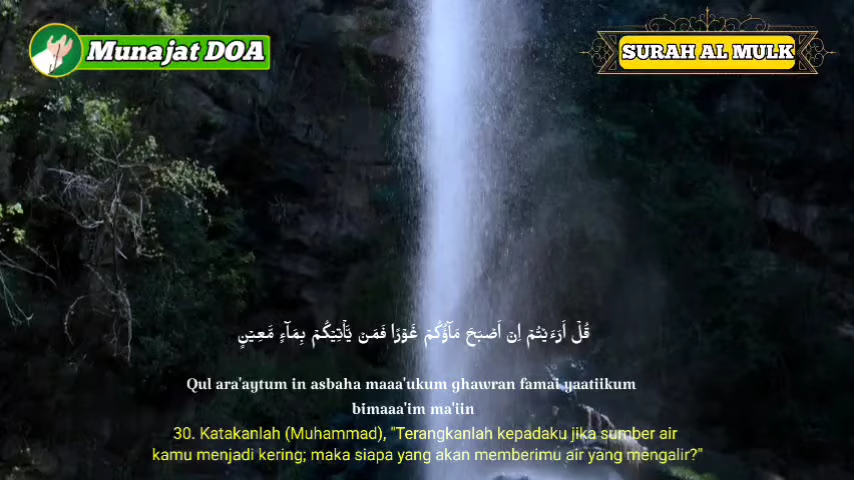 Munajat DOA
SURAH AL MULK
قُلْ أَرَءَيْتُمْ اِنْ أَصْبَحَ مَآؤُكُمْ غَوْرًا فَمَنْ يَّأْتِيْكُمْ بِمَآءٍ مَّعِيْنٍ
Qul ara'aytum in asbaha maaa'ukum ghawran famai yaatiikum
bimaaa'im ma'iin
30. Katakanlah (Muhammad), "Terangkanlah kepadaku jika sumber air
kamu menjadi kering; maka siapa yang akan memberimu air yang mengalir?"